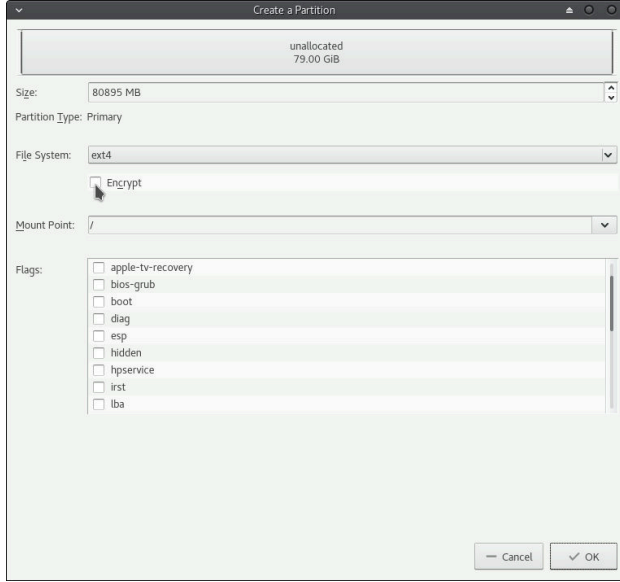 Create a Partition
unallocated
79.00 GiB
Size: 80895 MB
Partition Type: Primary
File System: ext4
Encrypt
Mount Point: /
Flags:
apple-tv-recovery
bios-grub
boot
diag
esp
hidden
hpservice
irst
lba
Cancel OK